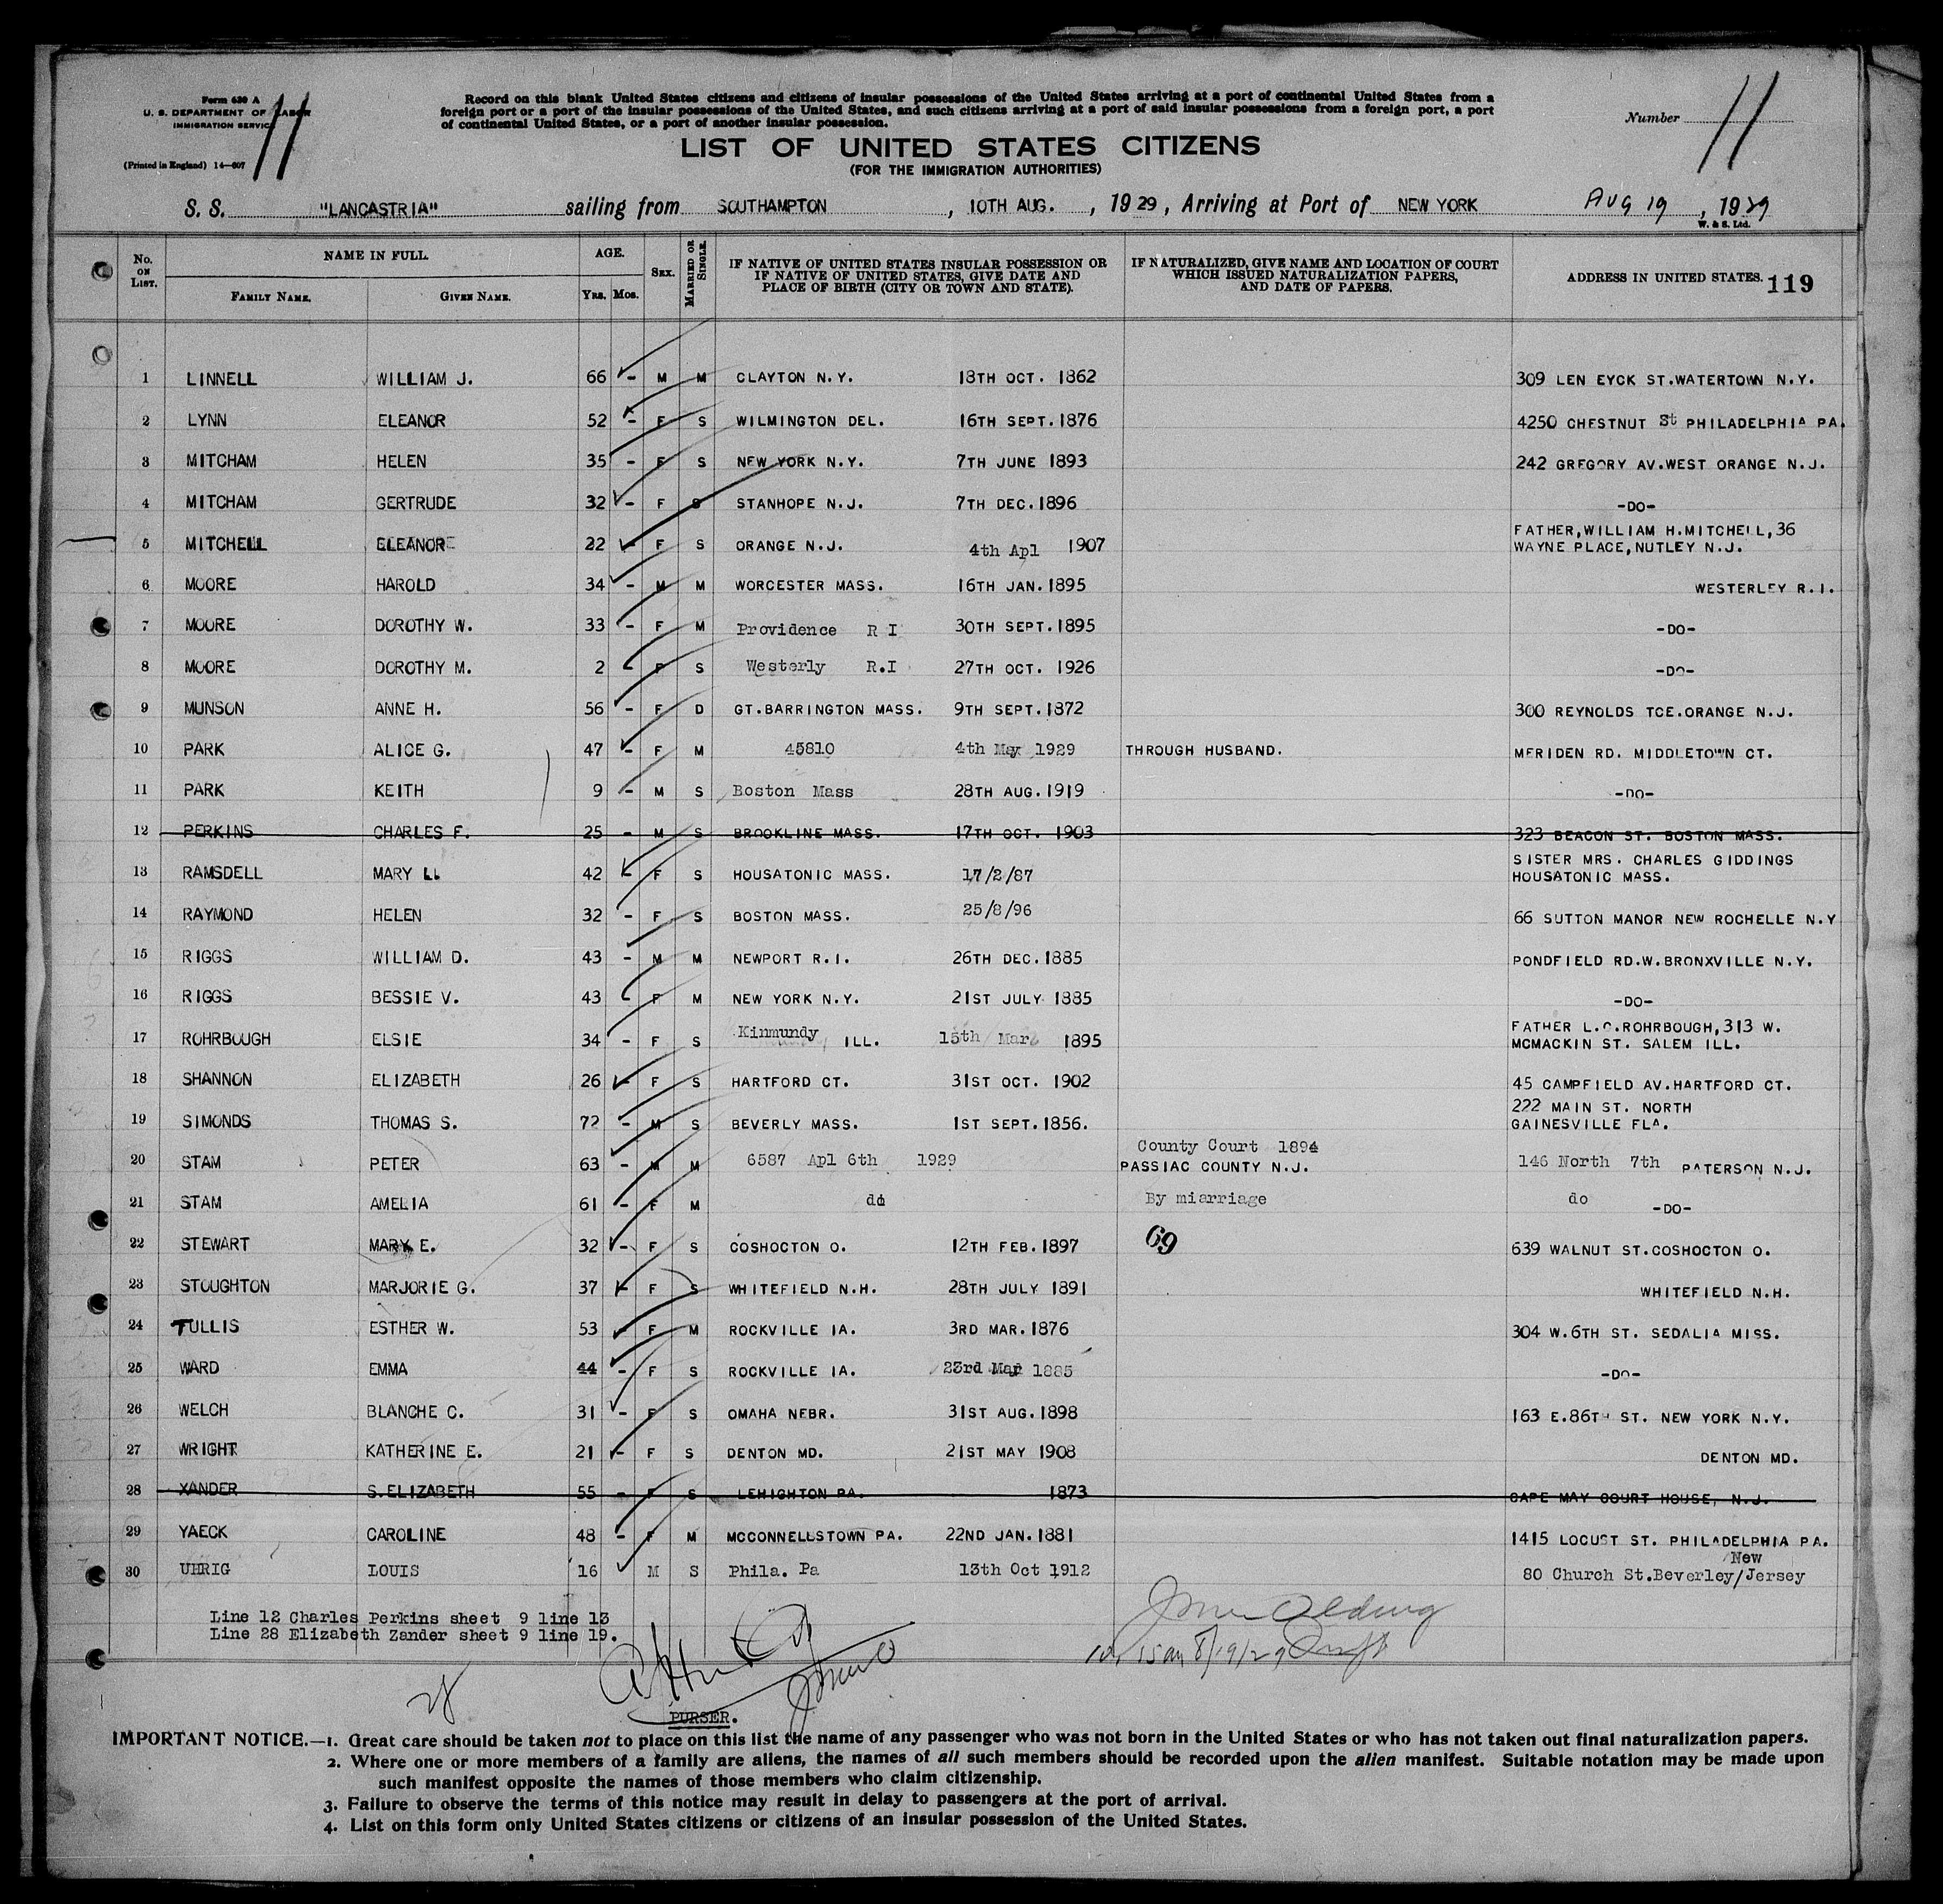 Form 630 A
U. S. DEPARTMENT OF LABOR
IMMIGRATION SERVICE
(Printed in England) 14—607
11
Record on this blank United States citizens and citizens of insular possessions of the United States arriving at a port of continental United States from a
foreign port or a port of the insular possessions of the United States, and such citizens arriving at a port of said insular possessions from a foreign port, a port
of continental United States, or a port of another insular possession.
Number 11
LIST OF UNITED STATES CITIZENS
(FOR THE IMMIGRATION AUTHORITIES)
S. S. "LANCASTRIA" sailing from SOUTHAMPTON, 10TH AUG., 1929, Arriving at Port of NEW YORK AUG 19, 1929
W. & S. Ltd.
No. ON LIST. NAME IN FULL. FAMILY NAME. GIVEN NAME. AGE. Yrs. Mos. SEX. MARRIED OR SINGLE. IF NATIVE OF UNITED STATES INSULAR POSSESSION OR IF NATIVE OF UNITED STATES, GIVE DATE AND PLACE OF BIRTH (CITY OR TOWN AND STATE). IF NATURALIZED, GIVE NAME AND LOCATION OF COURT WHICH ISSUED NATURALIZATION PAPERS, AND DATE OF PAPERS. ADDRESS IN UNITED STATES. 119
1 LINNELL WILLIAM J. 66 - M M CLAYTON N.Y. 18TH OCT. 1862 309 LEN EYCK ST.WATERTOWN N.Y.
2 LYNN ELEANOR 52 - F S WILMINGTON DEL. 16TH SEPT.1876 4250 CHESTNUT St PHILADELPHIA PA.
3 MITCHAM HELEN 35 - F S NEW YORK N.Y. 7TH JUNE 1893 242 GREGORY AV.WEST ORANGE N.J.
4 MITCHAM GERTRUDE 32 - F S STANHOPE N.J. 7TH DEC.1896 -DO-
5 MITCHELL ELEANORE 22 - F S ORANGE N.J. 4th Apl 1907 FATHER,WILLIAM H.MITCHELL,36
WAYNE PLACE,NUTLEY N.J.
6 MOORE HAROLD 34 - M M WORCESTER MASS. 16TH JAN.1895 WESTERLEY R.I.
7 MOORE DOROTHY W. 33 - F M Providence R I 30TH SEPT.1895 -DO-
8 MOORE DOROTHY M. 2 F S Westerly R.I 27TH OCT. 1926 -DO-
9 MUNSON ANNE H. 56 - F D GT.BARRINGTON MASS. 9TH SEPT.1872 300 REYNOLDS TCE.ORANGE N.J.
10 PARK ALICE G. 47 - F M 45810 4th May 1929 THROUGH HUSBAND. MERIDEN RD. MIDDLETOWN CT.
11 PARK KEITH 9 - M S Boston Mass 28TH AUG.1919 -DO-
12 PERKINS CHARLES F. 25 - M S BROOKLINE MASS. 17TH OCT. 1903 323 BEACON ST. BOSTON MASS.
13 RAMSDELL MARY L. 42 - F S HOUSATONIC MASS. 17/2/87 SISTER MRS. CHARLES GIDDINGS
HOUSATONIC MASS.
14 RAYMOND HELEN 32 - F S BOSTON MASS. 25/8/96 66 SUTTON MANOR NEW ROCHELLE N.Y
15 RIGGS WILLIAM D. 43 - M M NEWPORT R.I. 26TH DEC.1885 PONDFIELD RD.W.BRONXVILLE N.Y.
16 RIGGS BESSIE V. 43 F M NEW YORK N.Y. 21ST JULY 1885 -DO-
17 ROHRBOUGH ELSIE 34 - F S Kinmundy ILL. 15th Mar 1895 FATHER L.C.ROHRBOUGH,313 W.
MCMACKIN ST. SALEM ILL.
18 SHANNON ELIZABETH 26 - F S HARTFORD CT. 31ST OCT. 1902 45 CAMPFIELD AV.HARTFORD CT.
19 SIMONDS THOMAS S. 72 - M S BEVERLY MASS. 1ST SEPT.1856. 222 MAIN ST. NORTH
GAINESVILLE FLA.
20 STAM PETER 63 - M M 6587 Apl 6th 1929 County Court 1894
PASSIAC COUNTY N.J. 146 North 7th PATERSON N.J.
21 STAM AMELIA 61 - F M do By miarriage do -DO-
22 STEWART MARY E. 32 - F S COSHOCTON O. 12TH FEB.1897 69 639 WALNUT ST.COSHOCTON O.
23 STOUGHTON MARJORIE G. 37 - F S WHITEFIELD N.H. 28TH JULY 1891 WHITEFIELD N.H.
24 TULLIS ESTHER W. 53 - F M ROCKVILLE IA. 3RD MAR.1876 304 W.6TH ST. SEDALIA MISS.
25 WARD EMMA 44 - F S ROCKVILLE IA. 23rd Mar 1885 -DO-
26 WELCH BLANCHE C. 31 - F S OMAHA NEBR. 31ST AUG.1898 163 E.86TH ST. NEW YORK N.Y.
27 WRIGHT KATHERINE E. 21 - F S DENTON MD. 21ST MAY 1908 DENTON MD.
28 XANDER S.ELIZABETH 55 - F S LEHIGHTON PA. 1873 CAPE MAY COURT HOUSE, N.J.
29 YAECK CAROLINE 48 - F M MCCONNELLSTOWN PA. 22ND JAN.1881 1415 LOCUST ST. PHILADELPHIA PA.
30 UHRIG LOUIS 16 M S Phila. Pa 13th Oct 1912 80 Church St.Beverley/New Jersey
Line 12 Charles Perkins sheet 9 line 13
Line 28 Elizabeth Zander sheet 9 line 19.
PURSER.
IMPORTANT NOTICE.—1. Great care should be taken not to place on this list the name of any passenger who was not born in the United States or who has not taken out final naturalization papers.
2. Where one or more members of a family are aliens, the names of all such members should be recorded upon the alien manifest. Suitable notation may be made upon
such manifest opposite the names of those members who claim citizenship.
3. Failure to observe the terms of this notice may result in delay to passengers at the port of arrival.
4. List on this form only United States citizens or citizens of an insular possession of the United States.